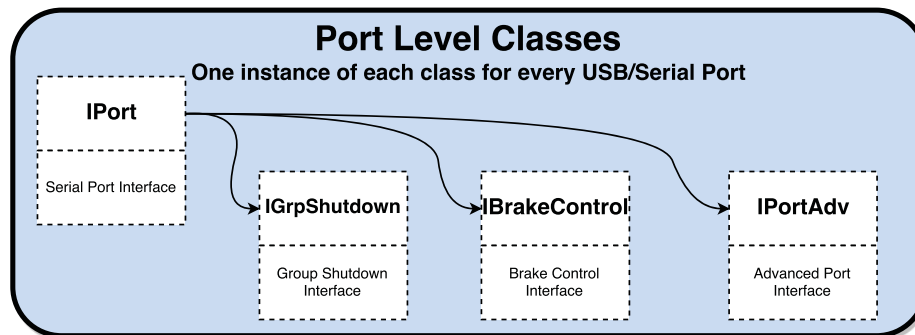 Port Level Classes
One instance of each class for every USB/Serial Port
IPort
Serial Port Interface
IGrpShutdown
Group Shutdown
Interface
IBrakeControl
Brake Control
Interface
IPortAdv
Advanced Port
Interface